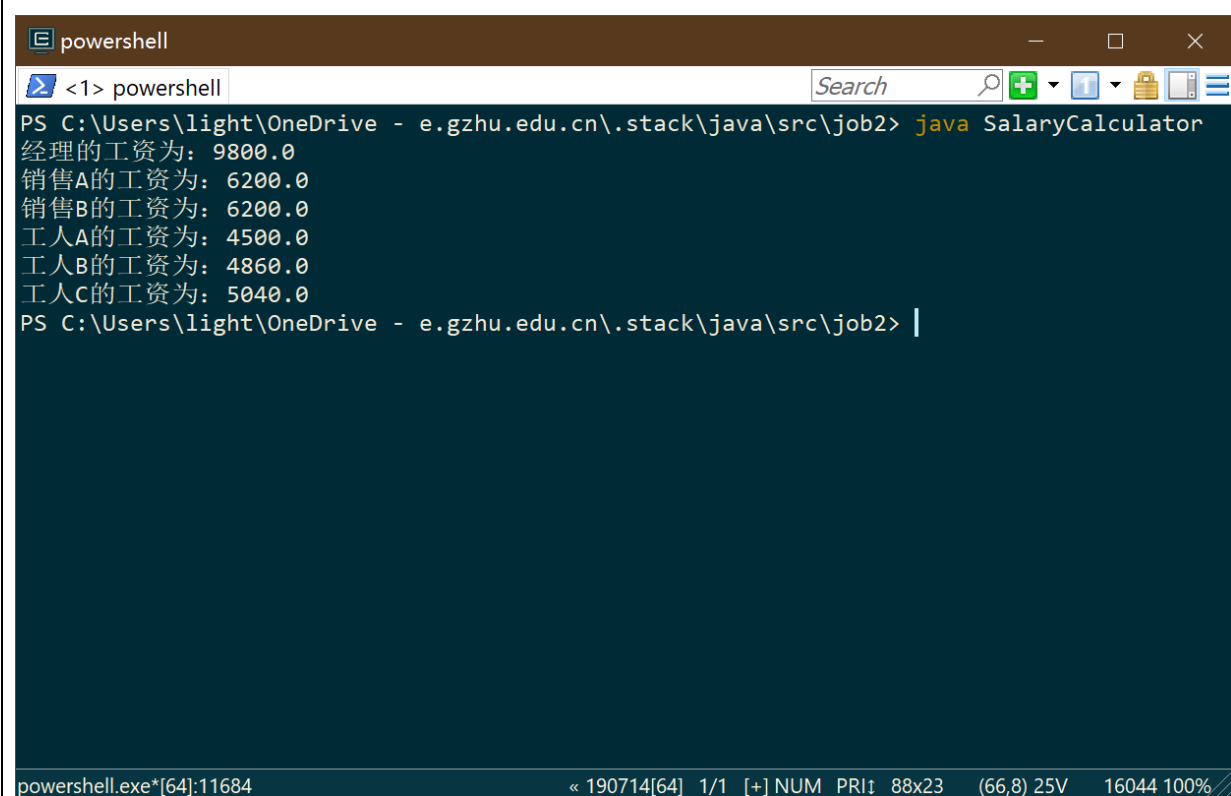 powershell
<1> powershell
Search
PS C:\Users\light\OneDrive - e.gzhu.edu.cn\.stack\java\src\job2> java SalaryCalculator
经理的工资为: 9800.0
销售A的工资为: 6200.0
销售B的工资为: 6200.0
工人A的工资为: 4500.0
工人B的工资为: 4860.0
工人C的工资为: 5040.0
PS C:\Users\light\OneDrive - e.gzhu.edu.cn\.stack\java\src\job2>
powershell.exe*[64]:11684 « 190714[64] 1/1 [+] NUM PRI↕ 88x23 (66,8) 25V 16044 100%